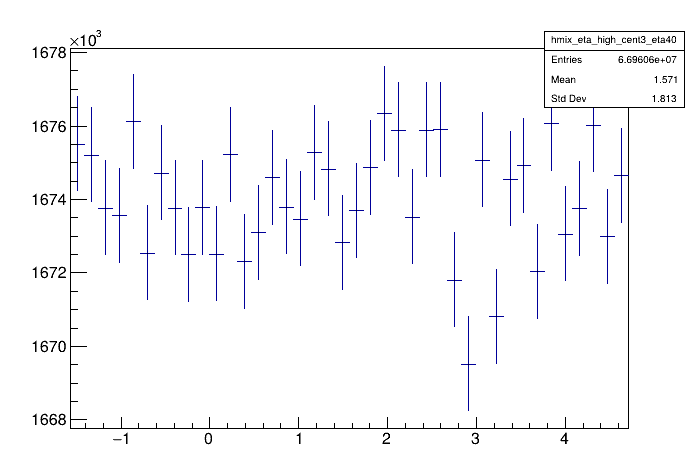 ×10³
hmix_eta_high_cent3_eta40
Entries 6.69606e+07
Mean 1.571
Std Dev 1.813
1678
1676
1674
1672
1670
1668
−1 0 1 2 3 4